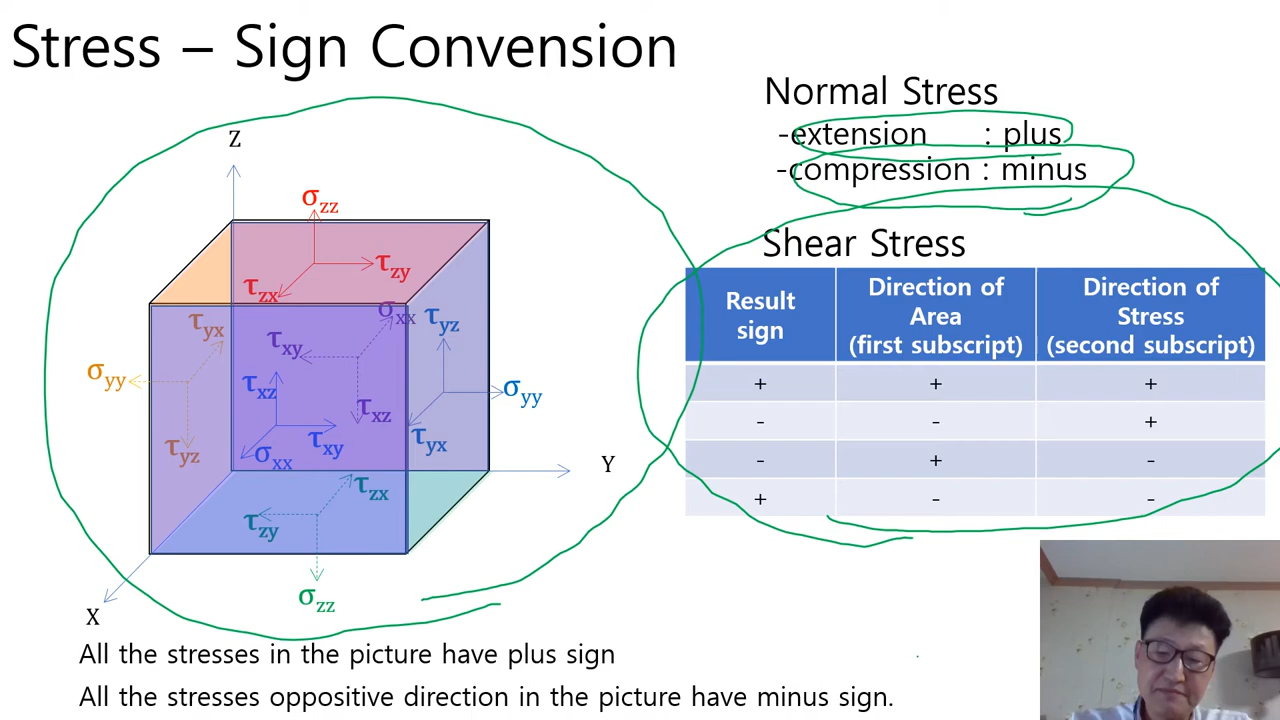 Stress – Sign Convension
Normal Stress
-extension : plus
-compression : minus
Shear Stress
Result sign
Direction of Area (first subscript)
Direction of Stress (second subscript)
+ + +
- - +
- + -
+ - -
Z
σzz
τzy
τzx
σxx
τyz
τyx
τxy
σyy
τxz
σyy
τxz
τyx
τxy
τyz
σxx
Y
τzx
τzy
σzz
X
All the stresses in the picture have plus sign
All the stresses oppositive direction in the picture have minus sign.